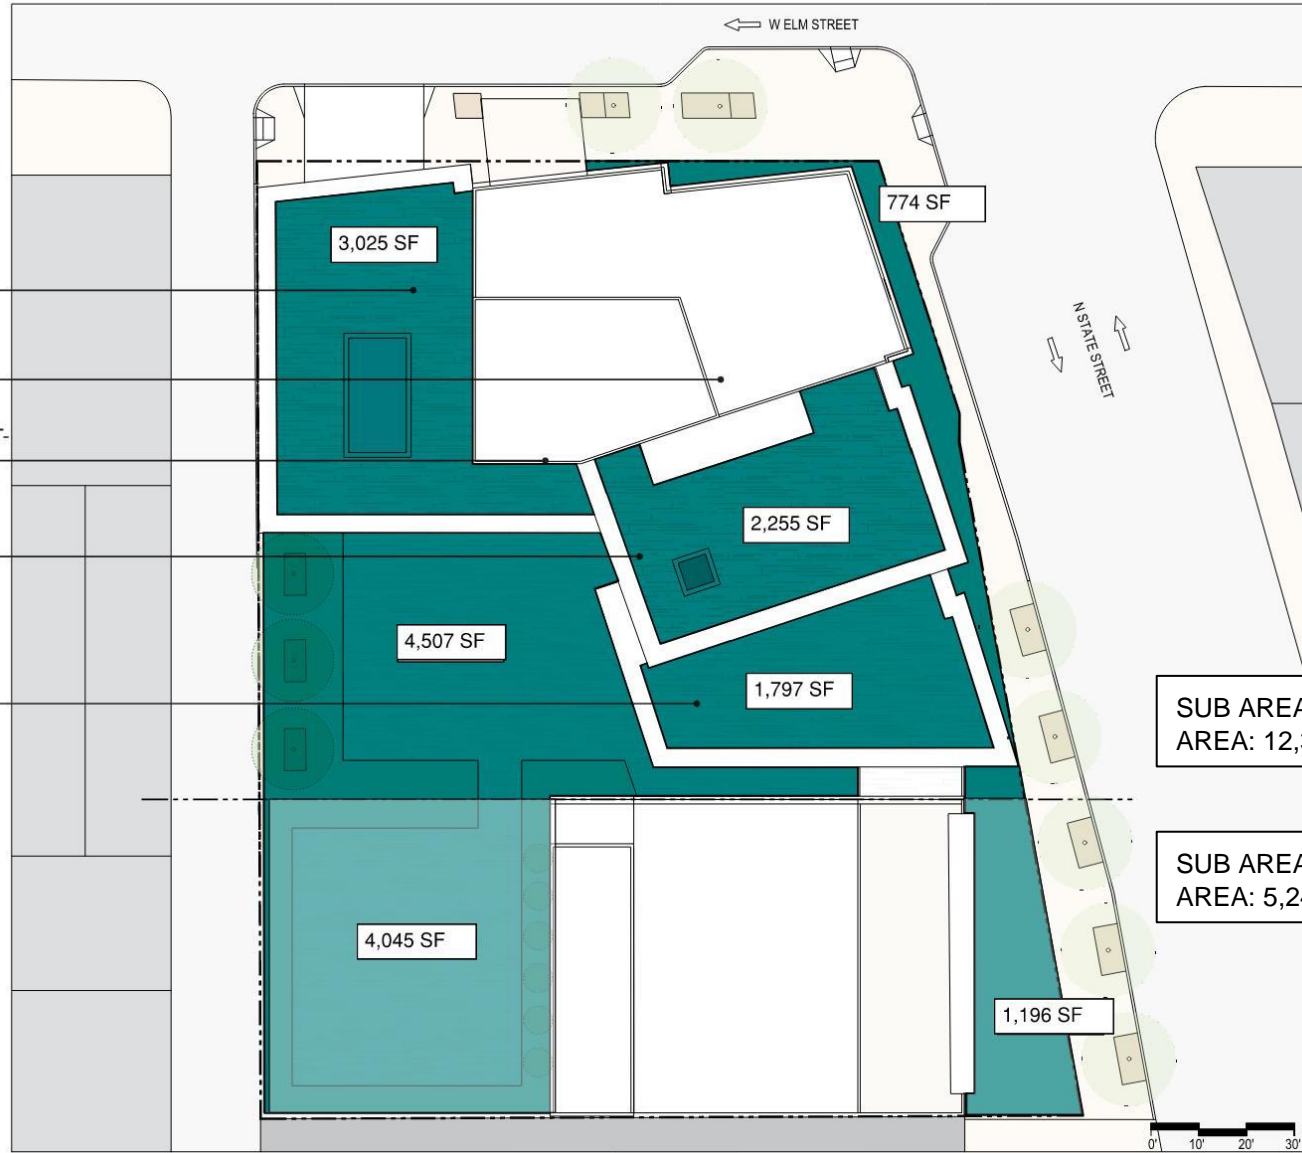 W ELM STREET
774 SF
3,025 SF
N STATE STREET
2,255 SF
4,507 SF
1,797 SF
SUB AREA
AREA: 12,
SUB AREA
AREA: 5,24
4,045 SF
1,196 SF
0' 10' 20' 30'